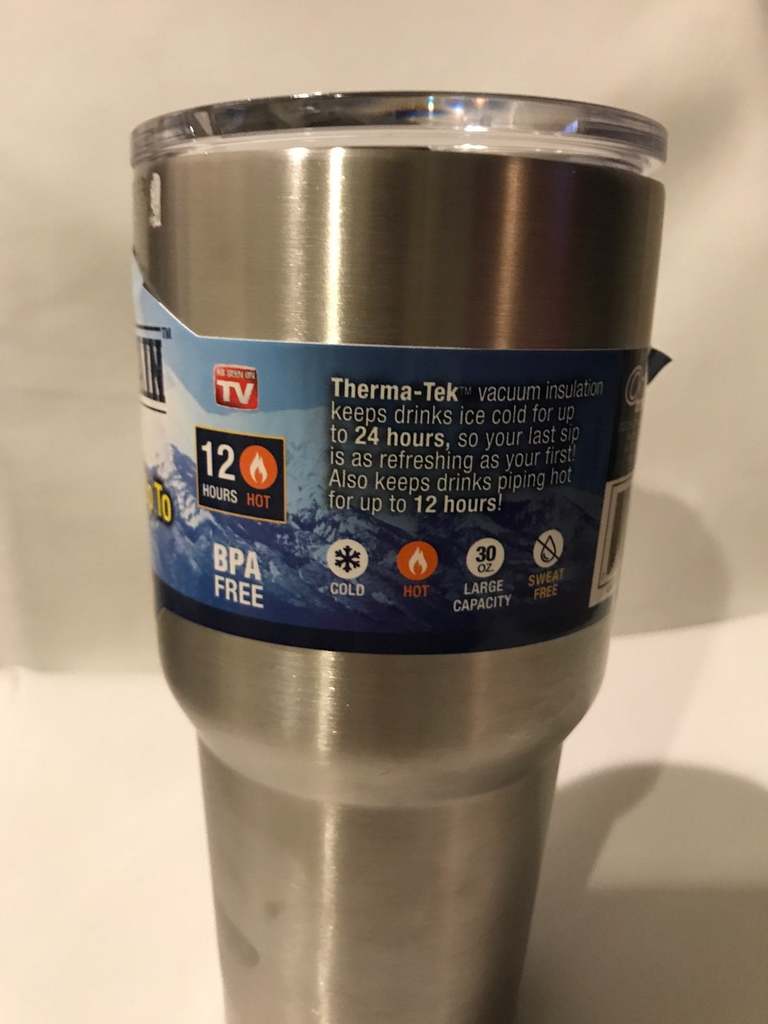 LIN™
AS SEEN ON
TV
Therma-Tek™ vacuum insulation
keeps drinks ice cold for up
to 24 hours, so your last sip
is as refreshing as your first!
Also keeps drinks piping hot
for up to 12 hours!
12
HOURS HOT
To
BPA
FREE
COLD
HOT
30
OZ.
LARGE
CAPACITY
SWEAT
FREE